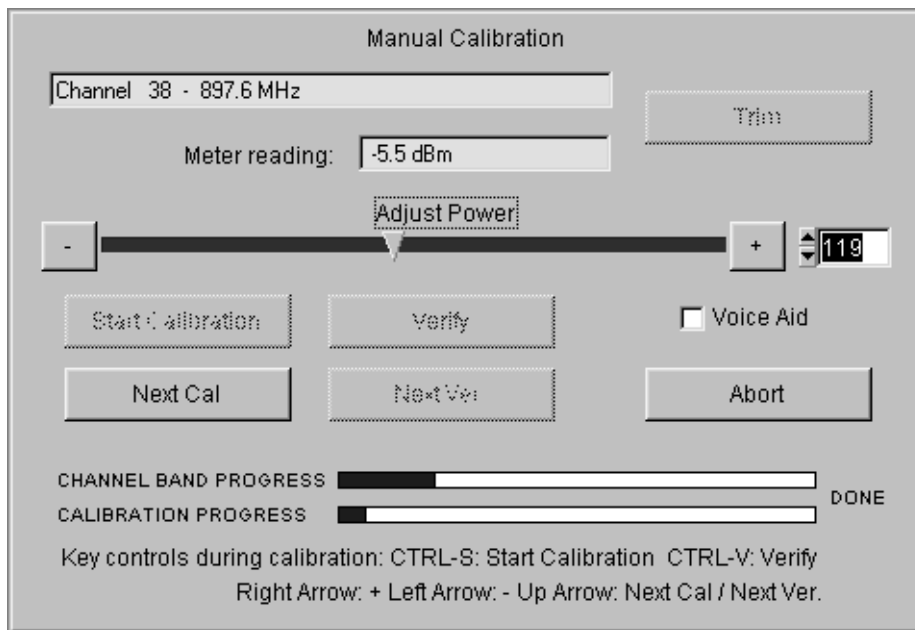 Manual Calibration
Channel 38 - 897.6 MHz
Trim
Meter reading: -5.5 dBm
Adjust Power
- + 119
Start Calibration Verify Voice Aid
Next Cal Next Ver Abort
CHANNEL BAND PROGRESS
DONE
CALIBRATION PROGRESS
Key controls during calibration: CTRL-S: Start Calibration CTRL-V: Verify
Right Arrow: + Left Arrow: - Up Arrow: Next Cal / Next Ver.